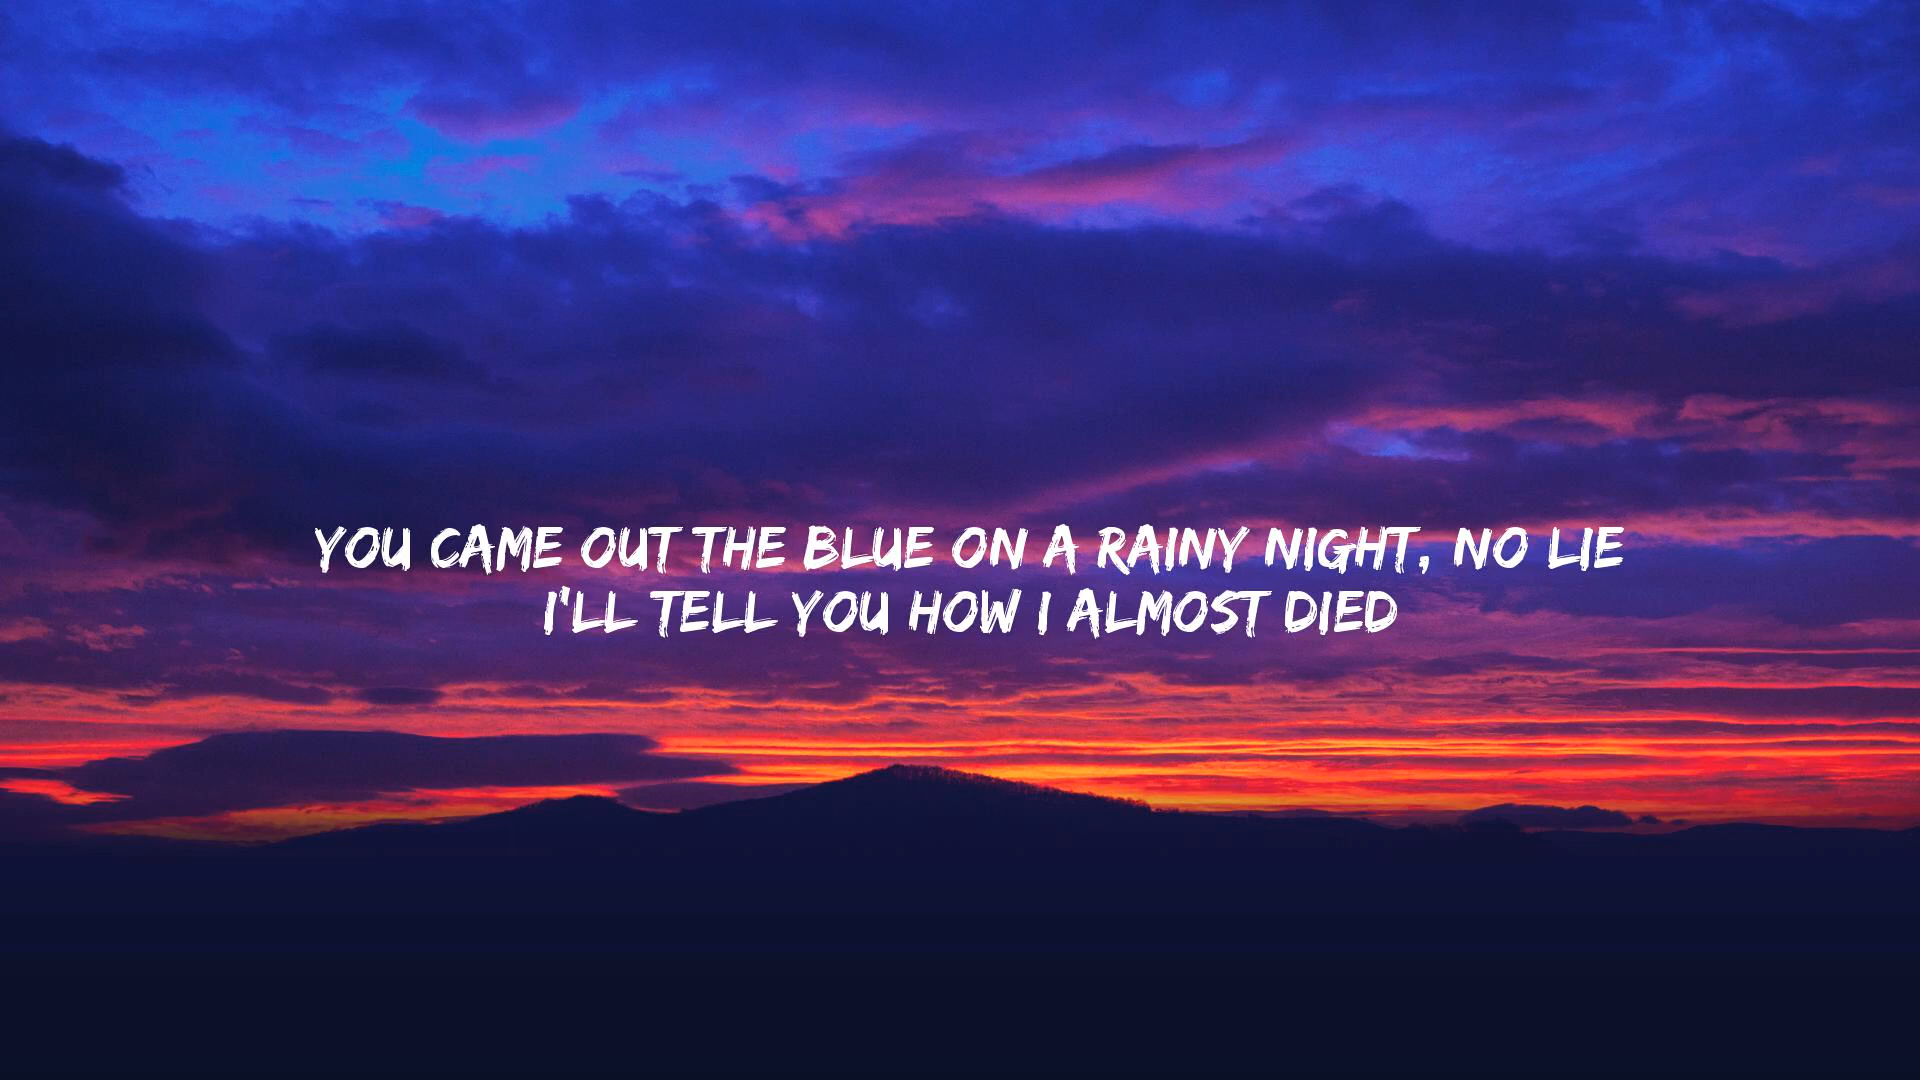 YOU CAME OUT THE BLUE ON A RAINY NIGHT, NO LIE
I'LL TELL YOU HOW I ALMOST DIED